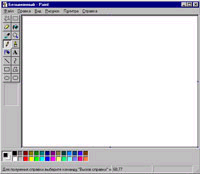 Безымянный - Paint
Файл Правка Вид Рисунок Палитра Справка
Для получения справки выберите команду "Вызов справки" в